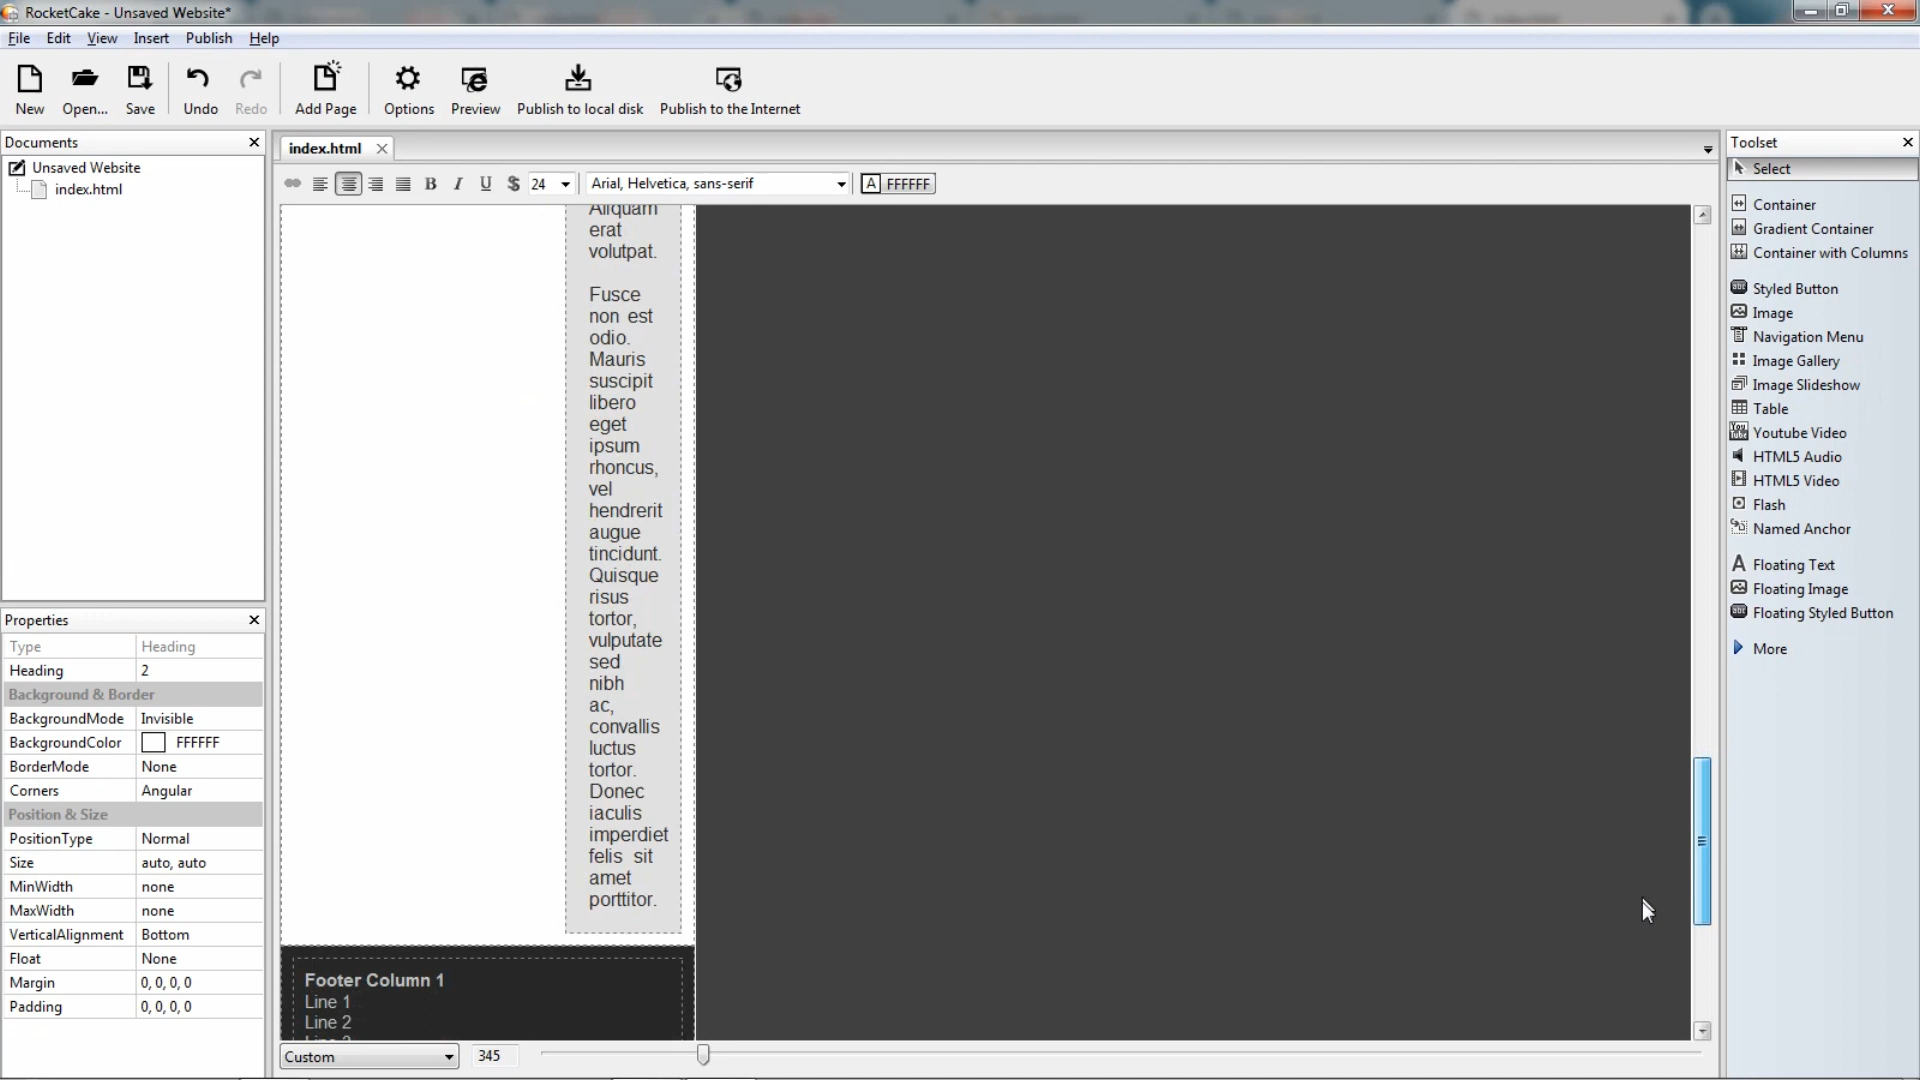 RocketCake - Unsaved Website*
File Edit View Insert Publish Help
New Open... Save Undo Redo Add Page Options Preview Publish to local disk Publish to the Internet
Documents
Unsaved Website
index.html
Properties
Type Heading
Heading 2
Background & Border
BackgroundMode Invisible
BackgroundColor FFFFFF
BorderMode None
Corners Angular
Position & Size
PositionType Normal
Size auto, auto
MinWidth none
MaxWidth none
VerticalAlignment Bottom
Float None
Margin 0, 0, 0, 0
Padding 0, 0, 0, 0
index.html
B I U $ 24 Arial, Helvetica, sans-serif A FFFFFF
Aliquam
erat
volutpat.
Fusce
non est
odio.
Mauris
suscipit
libero
eget
ipsum
rhoncus,
vel
hendrerit
augue
tincidunt.
Quisque
risus
tortor,
vulputate
sed
nibh
ac,
convallis
luctus
tortor.
Donec
iaculis
imperdiet
felis sit
amet
porttitor.
Footer Column 1
Line 1
Line 2
Custom 345
Toolset
Select
Container
Gradient Container
Container with Columns
Styled Button
Image
Navigation Menu
Image Gallery
Image Slideshow
Table
Youtube Video
HTML5 Audio
HTML5 Video
Flash
Named Anchor
Floating Text
Floating Image
Floating Styled Button
More